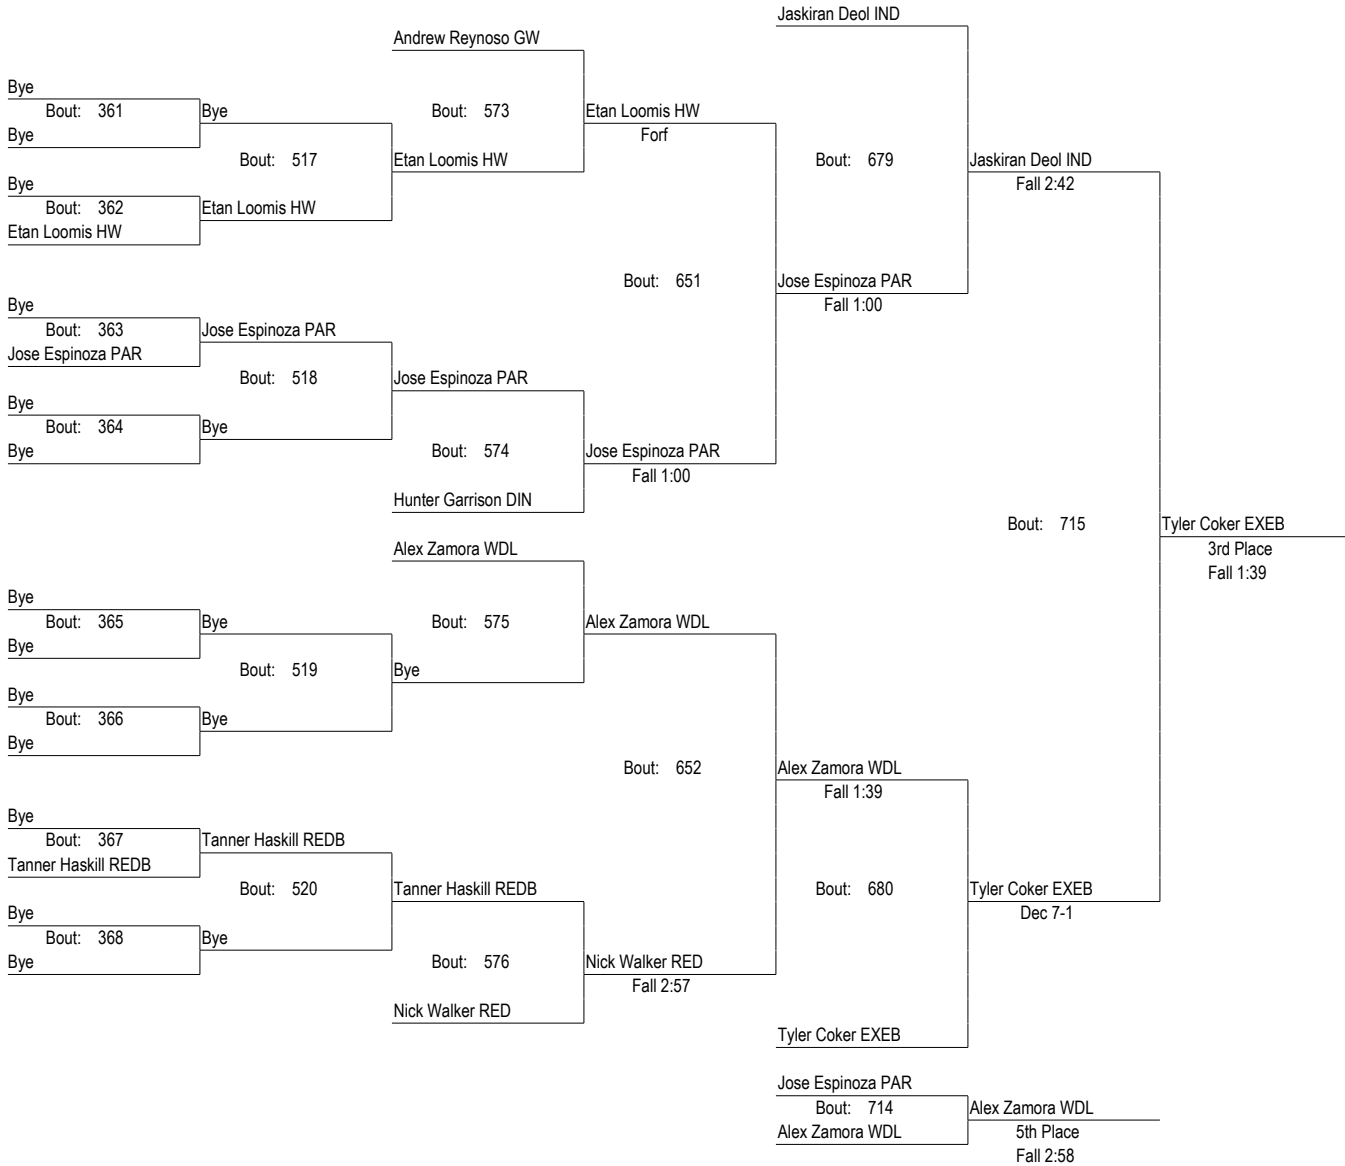 Jaskiran Deol IND
Andrew Reynoso GW
Bye
Bout: 361
Bye
Bout: 573
Etan Loomis HW
Bye
Forf
Bout: 517
Etan Loomis HW
Bout: 679
Jaskiran Deol IND
Bye
Fall 2:42
Bout: 362
Etan Loomis HW
Etan Loomis HW
Bout: 651
Jose Espinoza PAR
Bye
Fall 1:00
Bout: 363
Jose Espinoza PAR
Jose Espinoza PAR
Bout: 518
Jose Espinoza PAR
Bye
Bout: 364
Bye
Bye
Bout: 574
Jose Espinoza PAR
Fall 1:00
Hunter Garrison DIN
Bout: 715
Tyler Coker EXEB
Alex Zamora WDL
3rd Place
Fall 1:39
Bye
Bout: 365
Bye
Bout: 575
Alex Zamora WDL
Bye
Bout: 519
Bye
Bye
Bout: 366
Bye
Bye
Bout: 652
Alex Zamora WDL
Fall 1:39
Bye
Bout: 367
Tanner Haskill REDB
Tanner Haskill REDB
Bout: 520
Tanner Haskill REDB
Bout: 680
Tyler Coker EXEB
Bye
Dec 7-1
Bout: 368
Bye
Bye
Bout: 576
Nick Walker RED
Fall 2:57
Nick Walker RED
Tyler Coker EXEB
Jose Espinoza PAR
Bout: 714
Alex Zamora WDL
Alex Zamora WDL
5th Place
Fall 2:58